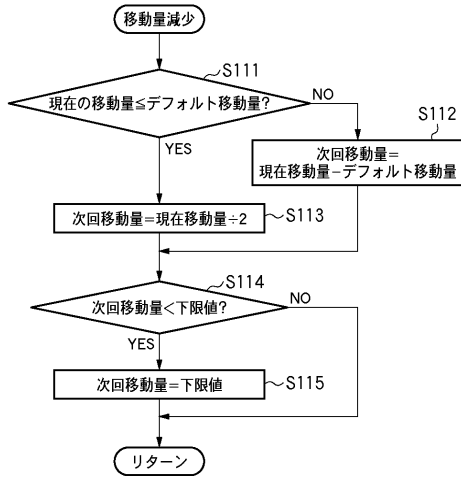 移動量減少
S111
現在の移動量≦デフォルト移動量?
NO
YES
S112
次回移動量=
現在移動量−デフォルト移動量
次回移動量=現在移動量÷2
S113
S114
次回移動量<下限値?
NO
YES
次回移動量=下限値
S115
リターン